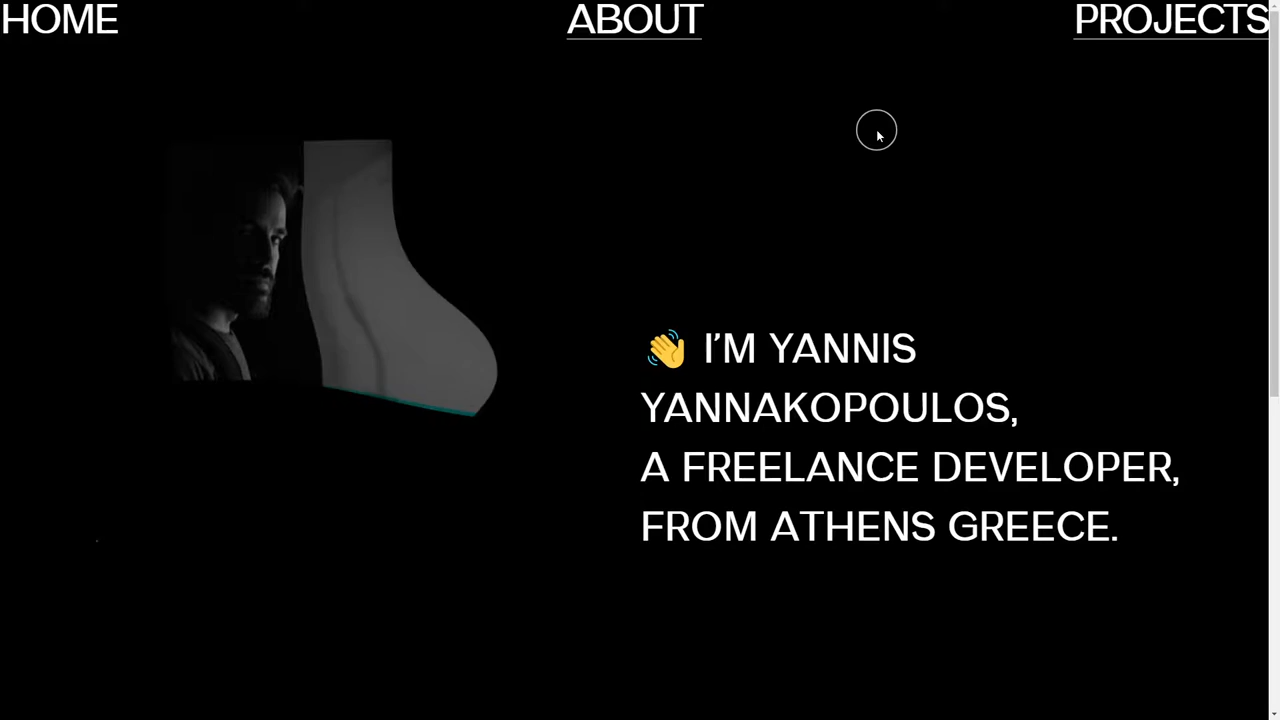 HOME
ABOUT
PROJECTS
👋 I’M YANNIS
YANNAKOPOULOS,
A FREELANCE DEVELOPER,
FROM ATHENS GREECE.